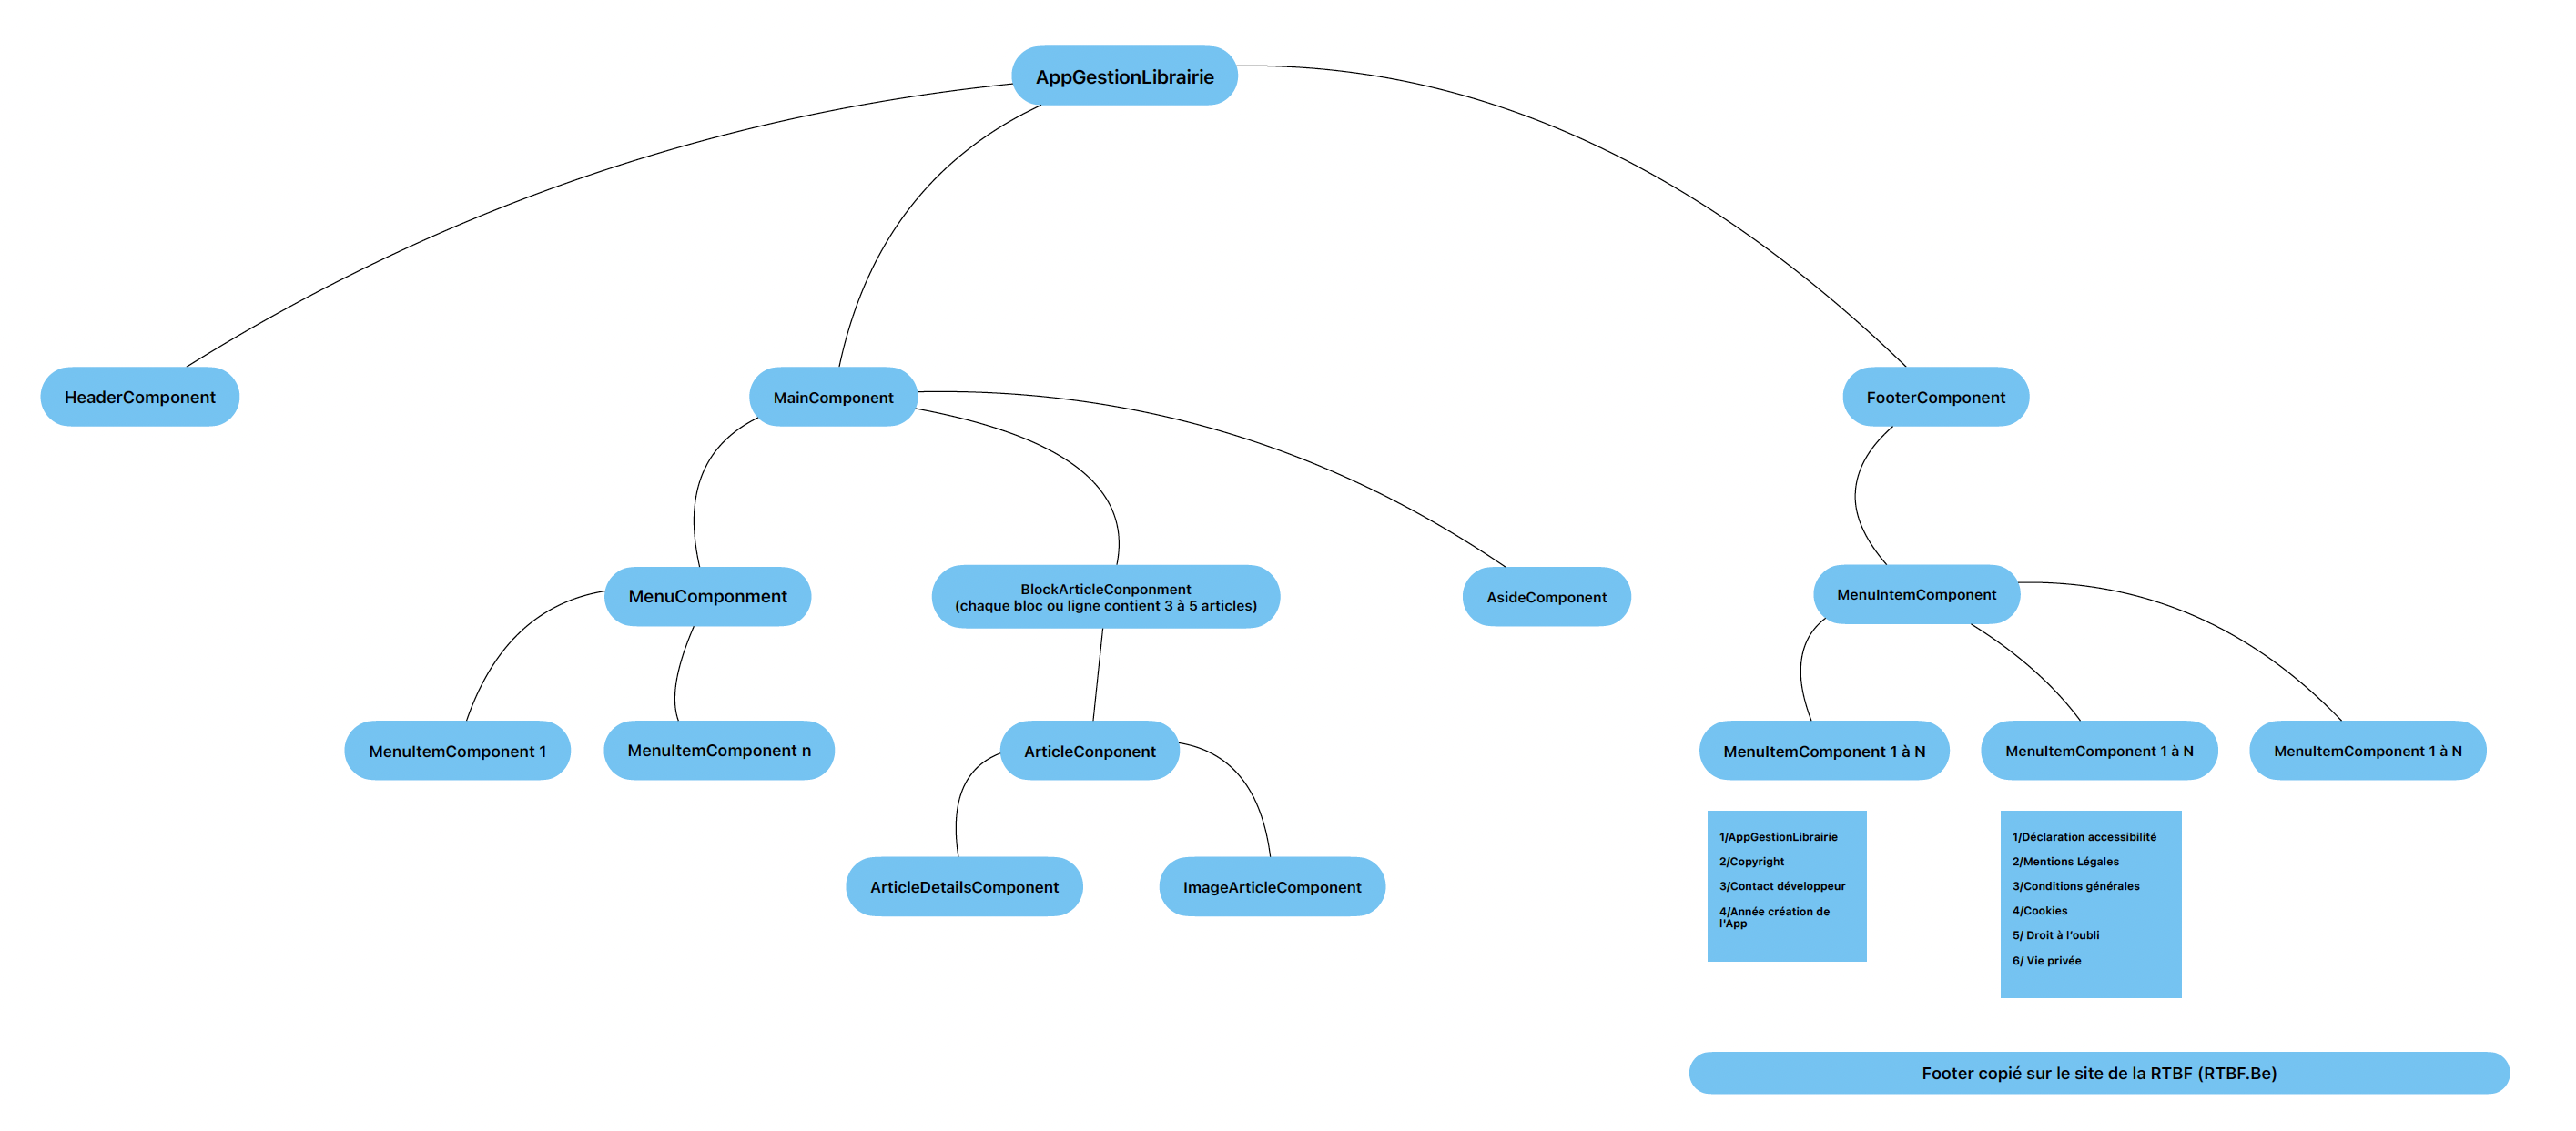 AppGestionLibrairie
HeaderComponent
MainComponent
FooterComponent
MenuComponment
BlockArticleConponment
(chaque bloc ou ligne contient 3 à 5 articles)
AsideComponent
MenuIntemComponent
MenuItemComponent 1
MenuItemComponent n
ArticleConponent
MenuItemComponent 1 à N
MenuItemComponent 1 à N
MenuItemComponent 1 à N
ArticleDetailsComponent
ImageArticleComponent
1/AppGestionLibrairie
2/Copyright
3/Contact développeur
4/Année création de
l'App
1/Déclaration accessibilité
2/Mentions Légales
3/Conditions générales
4/Cookies
5/ Droit à l'oubli
6/ Vie privée
Footer copié sur le site de la RTBF (RTBF.Be)